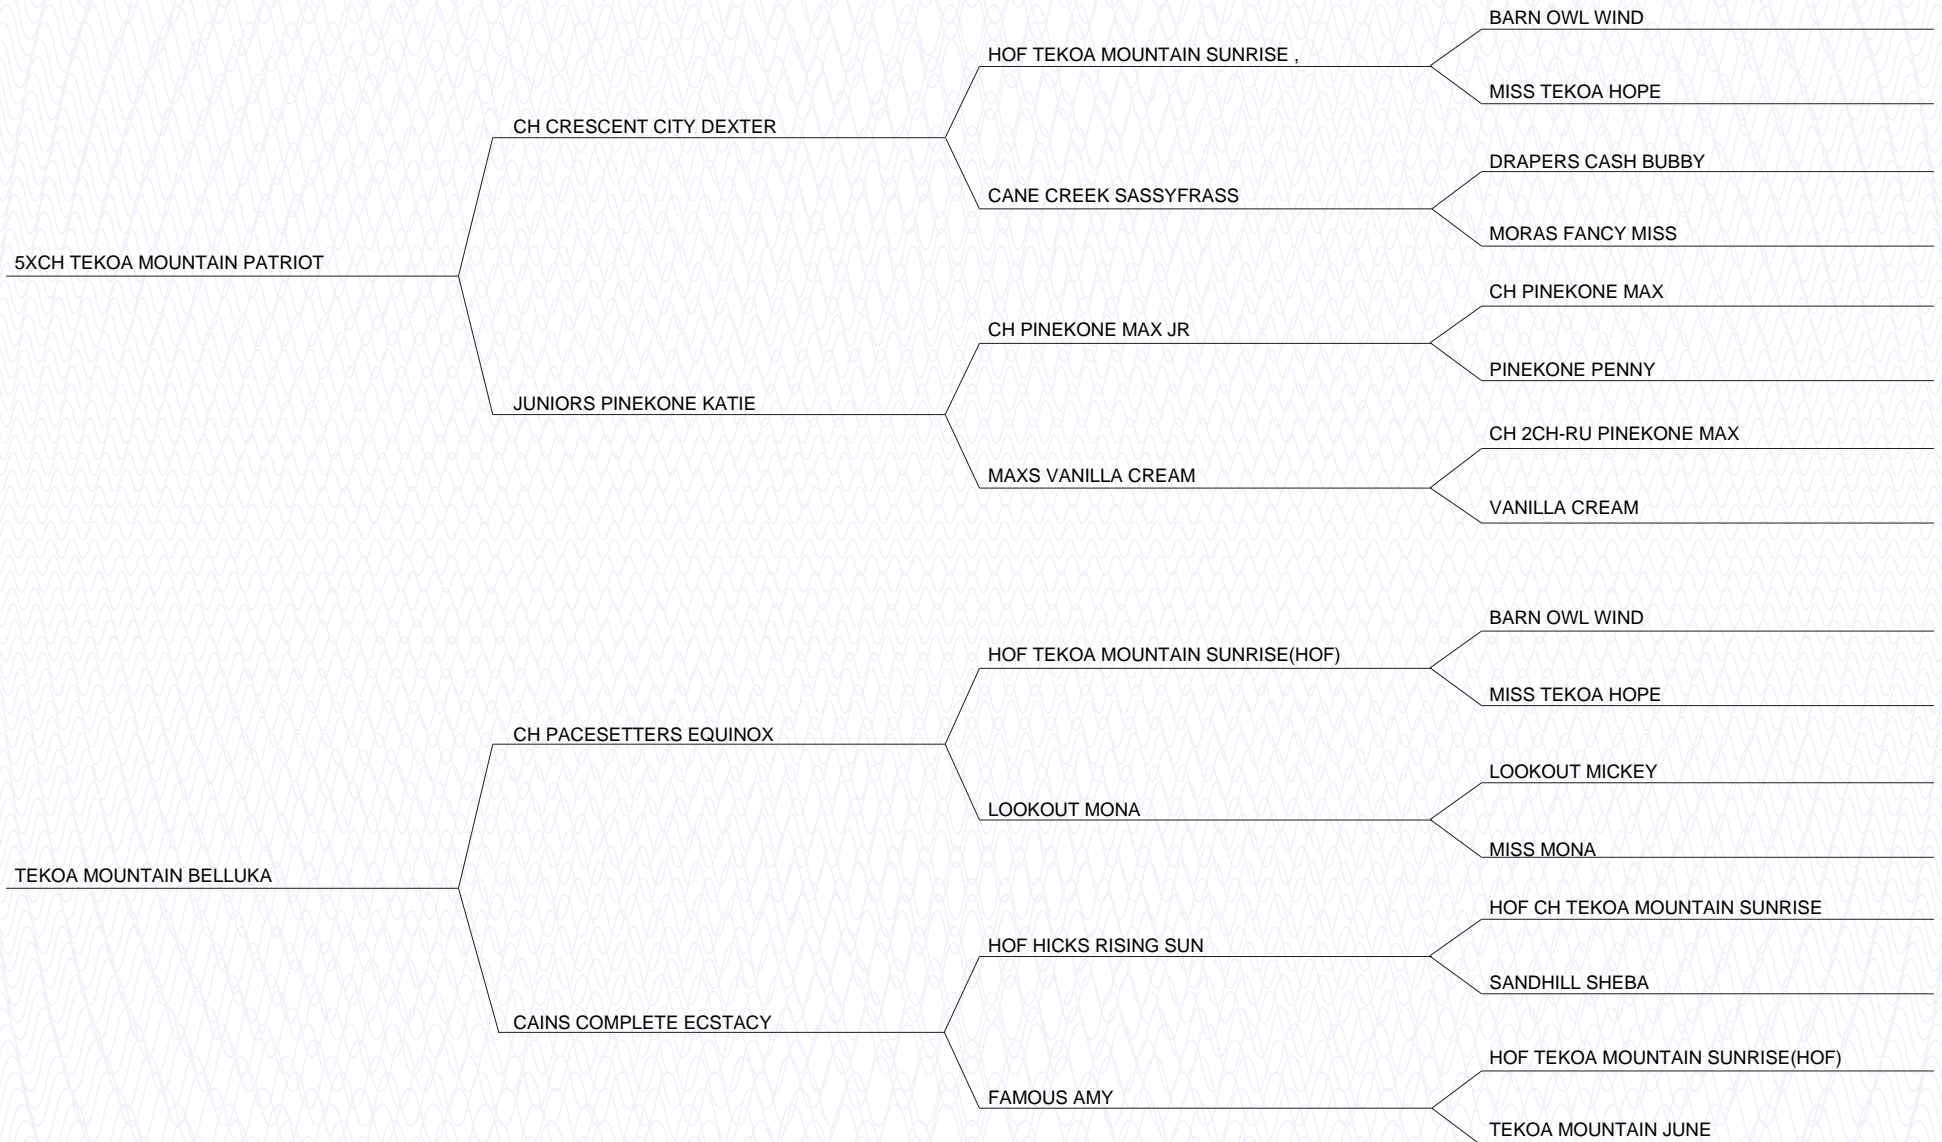 BARN OWL WIND
HOF TEKOA MOUNTAIN SUNRISE ,
MISS TEKOA HOPE
CH CRESCENT CITY DEXTER
DRAPERS CASH BUBBY
CANE CREEK SASSYFRASS
MORAS FANCY MISS
5XCH TEKOA MOUNTAIN PATRIOT
CH PINEKONE MAX
CH PINEKONE MAX JR
PINEKONE PENNY
JUNIORS PINEKONE KATIE
CH 2CH-RU PINEKONE MAX
MAXS VANILLA CREAM
VANILLA CREAM
BARN OWL WIND
HOF TEKOA MOUNTAIN SUNRISE(HOF)
MISS TEKOA HOPE
CH PACESETTERS EQUINOX
LOOKOUT MICKEY
LOOKOUT MONA
MISS MONA
TEKOA MOUNTAIN BELLUKA
HOF CH TEKOA MOUNTAIN SUNRISE
HOF HICKS RISING SUN
SANDHILL SHEBA
CAINS COMPLETE ECSTACY
HOF TEKOA MOUNTAIN SUNRISE(HOF)
FAMOUS AMY
TEKOA MOUNTAIN JUNE